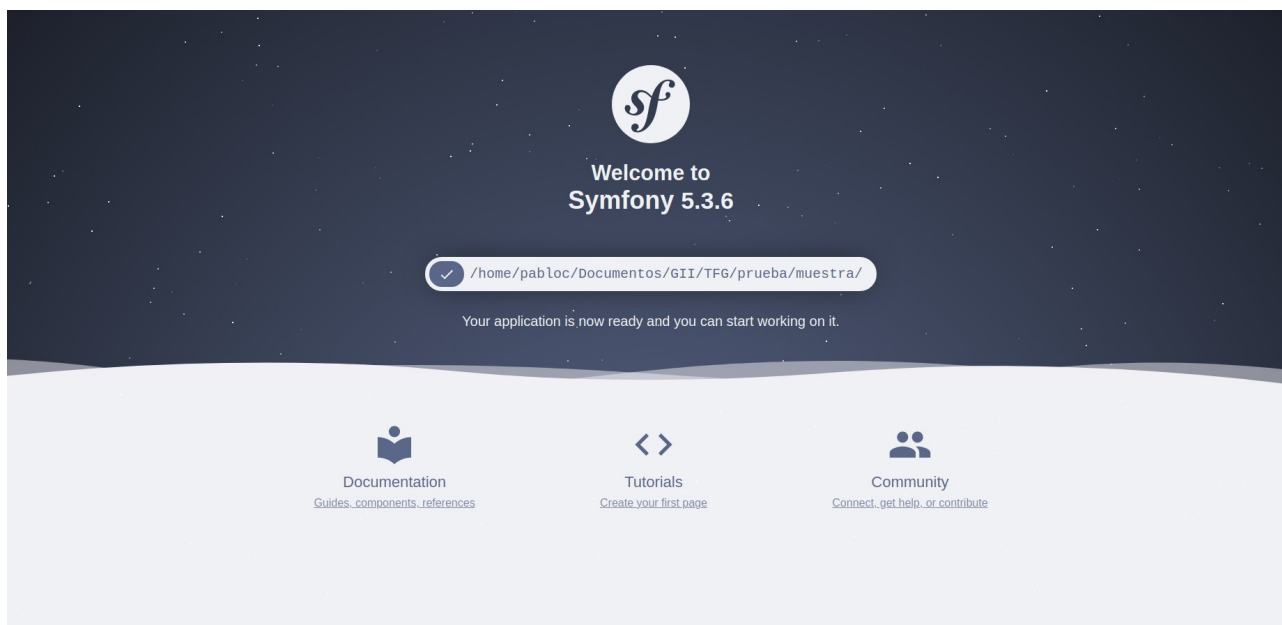 sf
Welcome to
Symfony 5.3.6
/home/pabloc/Documentos/GII/TFG/prueba/muestra/
Your application is now ready and you can start working on it.
Documentation
Guides, components, references
Tutorials
Create your first page
Community
Connect, get help, or contribute